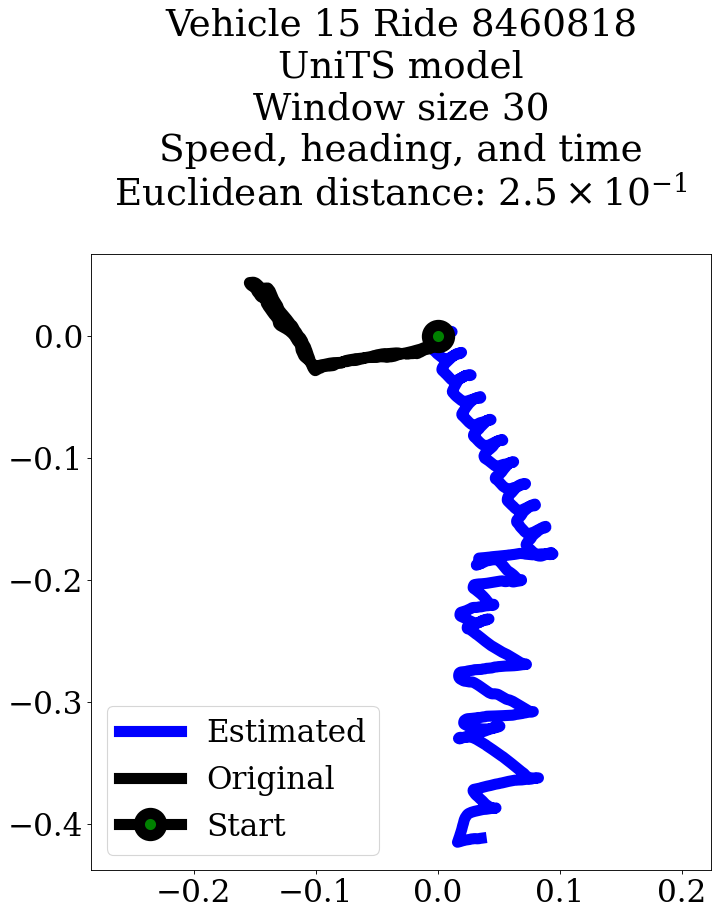 Vehicle 15 Ride 8460818
UniTS model
Window size 30
Speed, heading, and time
Euclidean distance: 2.5 × 10⁻¹
0.0
−0.1
−0.2
−0.3
−0.4
Estimated
Original
Start
−0.2 −0.1 0.0 0.1 0.2